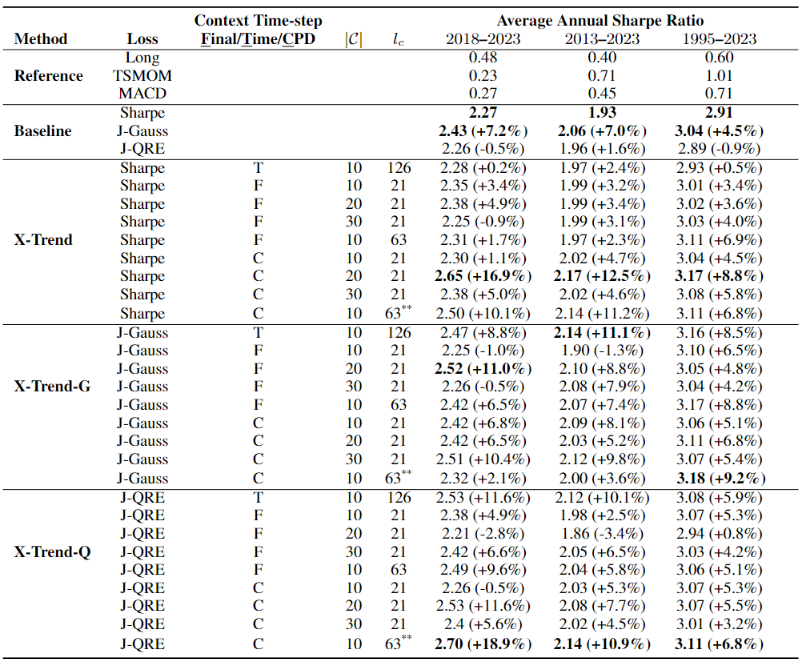 Context Time-step Average Annual Sharpe Ratio
Method Loss Final/Time/CPD |C| l_c 2018–2023 2013–2023 1995–2023
Long 0.48 0.40 0.60
Reference TSMOM 0.23 0.71 1.01
MACD 0.27 0.45 0.71
Sharpe 2.27 1.93 2.91
Baseline J-Gauss 2.43 (+7.2%) 2.06 (+7.0%) 3.04 (+4.5%)
J-QRE 2.26 (-0.5%) 1.96 (+1.6%) 2.89 (-0.9%)
Sharpe T 10 126 2.28 (+0.2%) 1.97 (+2.4%) 2.93 (+0.5%)
Sharpe F 10 21 2.35 (+3.4%) 1.99 (+3.2%) 3.01 (+3.4%)
Sharpe F 20 21 2.38 (+4.9%) 1.99 (+3.4%) 3.02 (+3.6%)
Sharpe F 30 21 2.25 (-0.9%) 1.99 (+3.1%) 3.03 (+4.0%)
X-Trend Sharpe F 10 63 2.31 (+1.7%) 1.97 (+2.3%) 3.11 (+6.9%)
Sharpe C 10 21 2.30 (+1.1%) 2.02 (+4.7%) 3.04 (+4.5%)
Sharpe C 20 21 2.65 (+16.9%) 2.17 (+12.5%) 3.17 (+8.8%)
Sharpe C 30 21 2.38 (+5.0%) 2.02 (+4.6%) 3.08 (+5.8%)
Sharpe C 10 63** 2.50 (+10.1%) 2.14 (+11.2%) 3.11 (+6.8%)
J-Gauss T 10 126 2.47 (+8.8%) 2.14 (+11.1%) 3.16 (+8.5%)
J-Gauss F 10 21 2.25 (-1.0%) 1.90 (-1.3%) 3.10 (+6.5%)
J-Gauss F 20 21 2.52 (+11.0%) 2.10 (+8.8%) 3.05 (+4.8%)
X-Trend-G J-Gauss F 30 21 2.26 (-0.5%) 2.08 (+7.9%) 3.04 (+4.2%)
J-Gauss F 10 63 2.42 (+6.5%) 2.07 (+7.4%) 3.17 (+8.8%)
J-Gauss C 10 21 2.42 (+6.8%) 2.09 (+8.1%) 3.06 (+5.1%)
J-Gauss C 20 21 2.42 (+6.5%) 2.03 (+5.2%) 3.11 (+6.8%)
J-Gauss C 30 21 2.51 (+10.4%) 2.12 (+9.8%) 3.07 (+5.4%)
J-Gauss C 10 63** 2.32 (+2.1%) 2.00 (+3.6%) 3.18 (+9.2%)
J-QRE T 10 126 2.53 (+11.6%) 2.12 (+10.1%) 3.08 (+5.9%)
J-QRE F 10 21 2.38 (+4.9%) 1.98 (+2.5%) 3.07 (+5.3%)
J-QRE F 20 21 2.21 (-2.8%) 1.86 (-3.4%) 2.94 (+0.8%)
X-Trend-Q J-QRE F 30 21 2.42 (+6.6%) 2.05 (+6.5%) 3.03 (+4.2%)
J-QRE F 10 63 2.49 (+9.6%) 2.04 (+5.8%) 3.06 (+5.1%)
J-QRE C 10 21 2.26 (-0.5%) 2.03 (+5.3%) 3.07 (+5.3%)
J-QRE C 20 21 2.53 (+11.6%) 2.08 (+7.7%) 3.07 (+5.5%)
J-QRE C 30 21 2.4 (+5.6%) 2.02 (+4.5%) 3.01 (+3.2%)
J-QRE C 10 63** 2.70 (+18.9%) 2.14 (+10.9%) 3.11 (+6.8%)